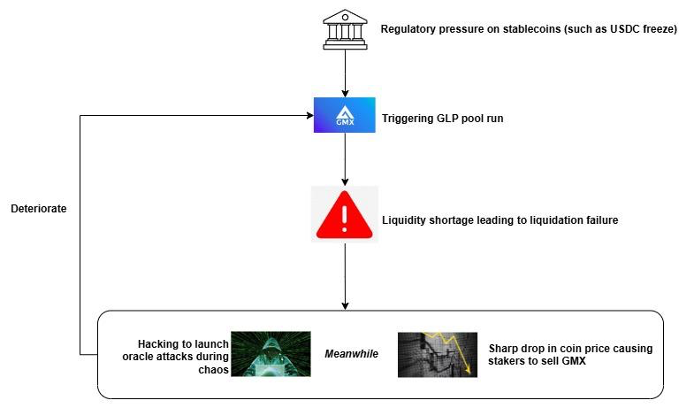 Regulatory pressure on stablecoins (such as USDC freeze)
GMX
Triggering GLP pool run
Deteriorate
Liquidity shortage leading to liquidation failure
Hacking to launch
oracle attacks during
chaos
Meanwhile
Sharp drop in coin price causing
stakers to sell GMX